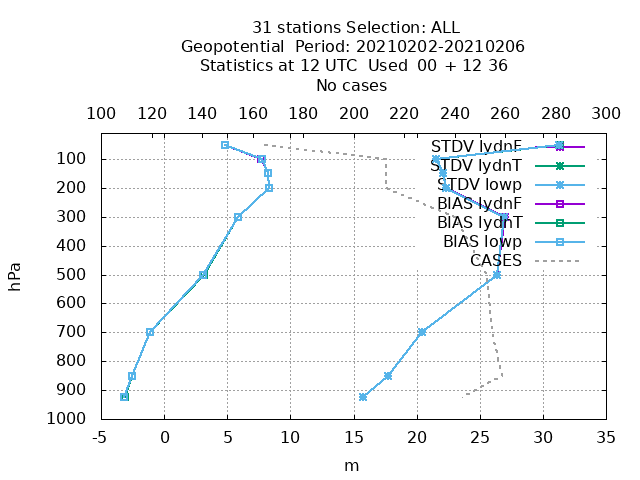 31 stations Selection: ALL
Geopotential  Period: 20210202-20210206
Statistics at 12 UTC  Used  00 + 12 36
No cases
100 120 140 160 180 200 220 240 260 280 300
STDV lydnF
STDV lydnT
STDV lowp
BIAS lydnF
BIAS lydnT
BIAS lowp
CASES
100
200
300
400
500
600
700
800
900
1000
hPa
-5 0 5 10 15 20 25 30 35
m